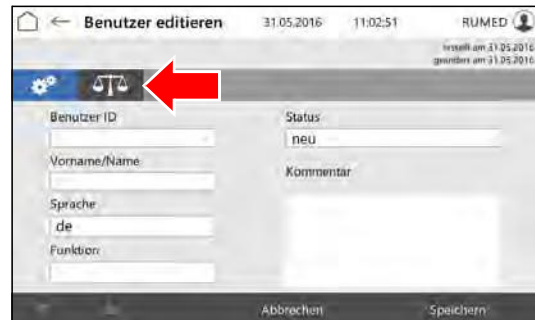 Benutzer editieren 31.05.2016 11:02:51 RUMED
erstellt am 31.05.2016
geändert am 31.05.2016
Benutzer ID
Status
neu
Vorname/Name
Kommentar
Sprache
de
Funktion
Abbrechen Speichern